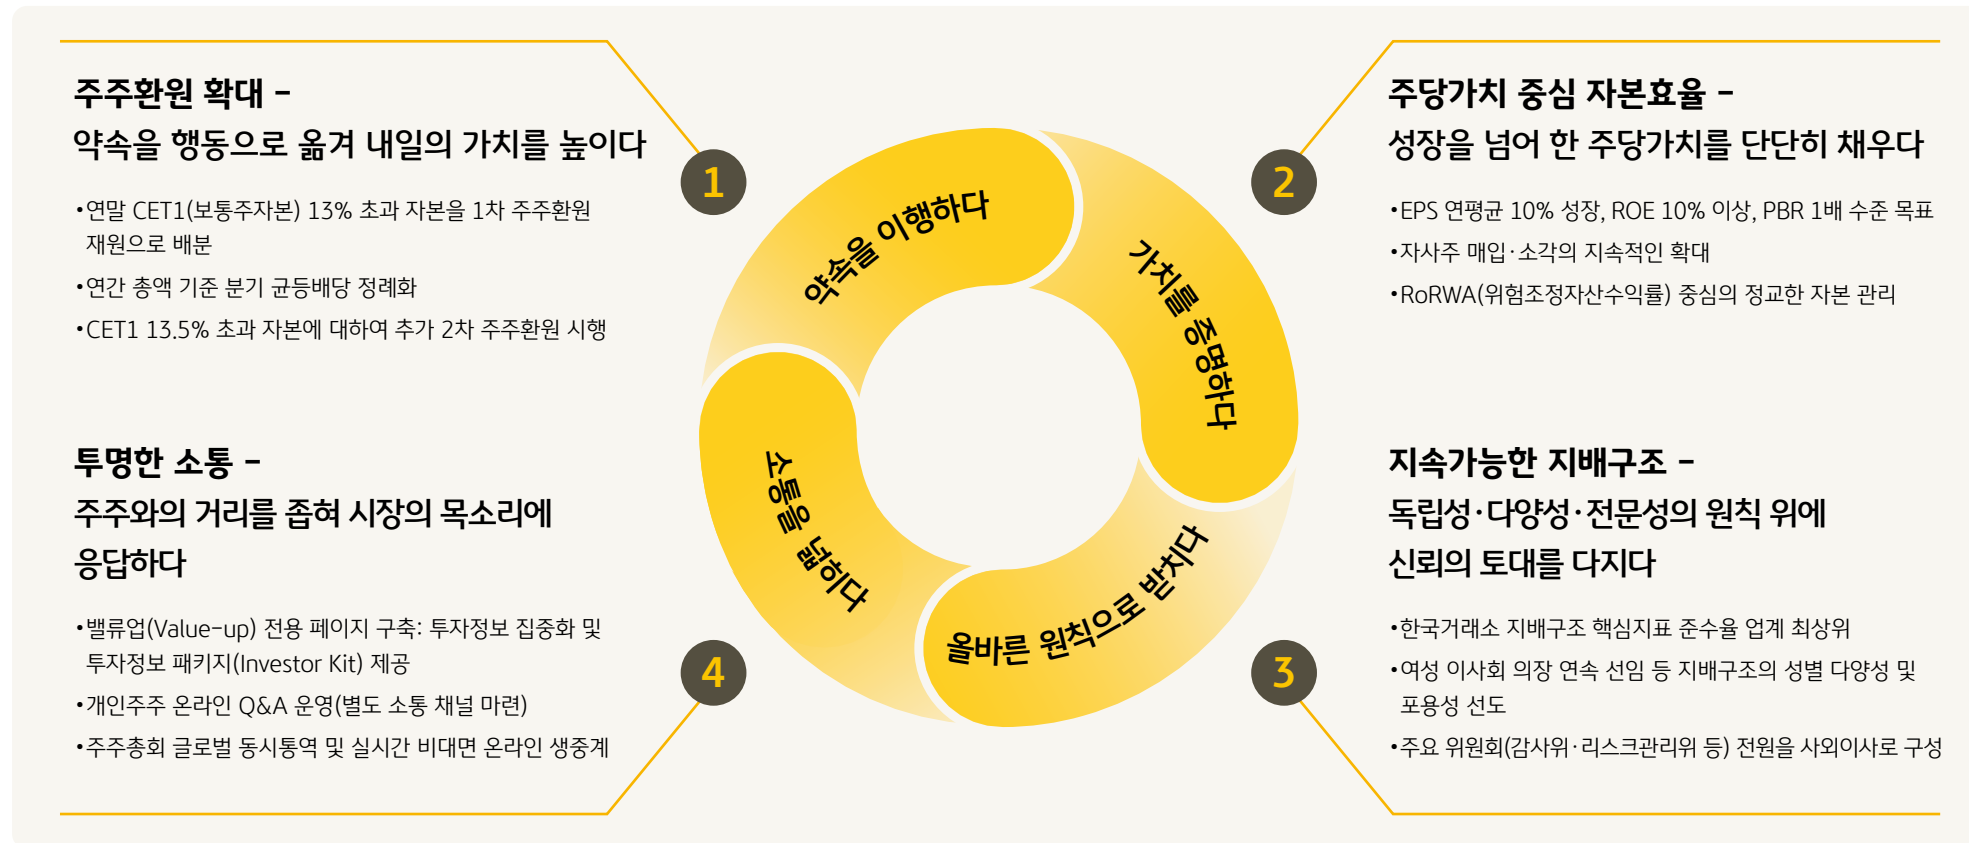 주주환원 확대 –
약속을 행동으로 옮겨 내일의 가치를 높이다
•연말 CET1(보통주자본) 13% 초과 자본을 1차 주주환원
재원으로 배분
•연간 총액 기준 분기 균등배당 정례화
•CET1 13.5% 초과 자본에 대하여 추가 2차 주주환원 시행
1
주당가치 중심 자본효율 –
성장을 넘어 한 주당가치를 단단히 채우다
•EPS 연평균 10% 성장, ROE 10% 이상, PBR 1배 수준 목표
•자사주 매입·소각의 지속적인 확대
•RoRWA(위험조정자산수익률) 중심의 정교한 자본 관리
2
약속을 이행하다
가치를 증명하다
올바른 원칙으로 받치다
소통을 넓히다
지속가능한 지배구조 –
독립성·다양성·전문성의 원칙 위에
신뢰의 토대를 다지다
•한국거래소 지배구조 핵심지표 준수율 업계 최상위
•여성 이사회 의장 연속 선임 등 지배구조의 성별 다양성 및
포용성 선도
•주요 위원회(감사위·리스크관리위 등) 전원을 사외이사로 구성
3
투명한 소통 –
주주와의 거리를 좁혀 시장의 목소리에
응답하다
•밸류업(Value-up) 전용 페이지 구축: 투자정보 집중화 및
투자정보 패키지(Investor Kit) 제공
•개인주주 온라인 Q&A 운영(별도 소통 채널 마련)
•주주총회 글로벌 동시통역 및 실시간 비대면 온라인 생중계
4